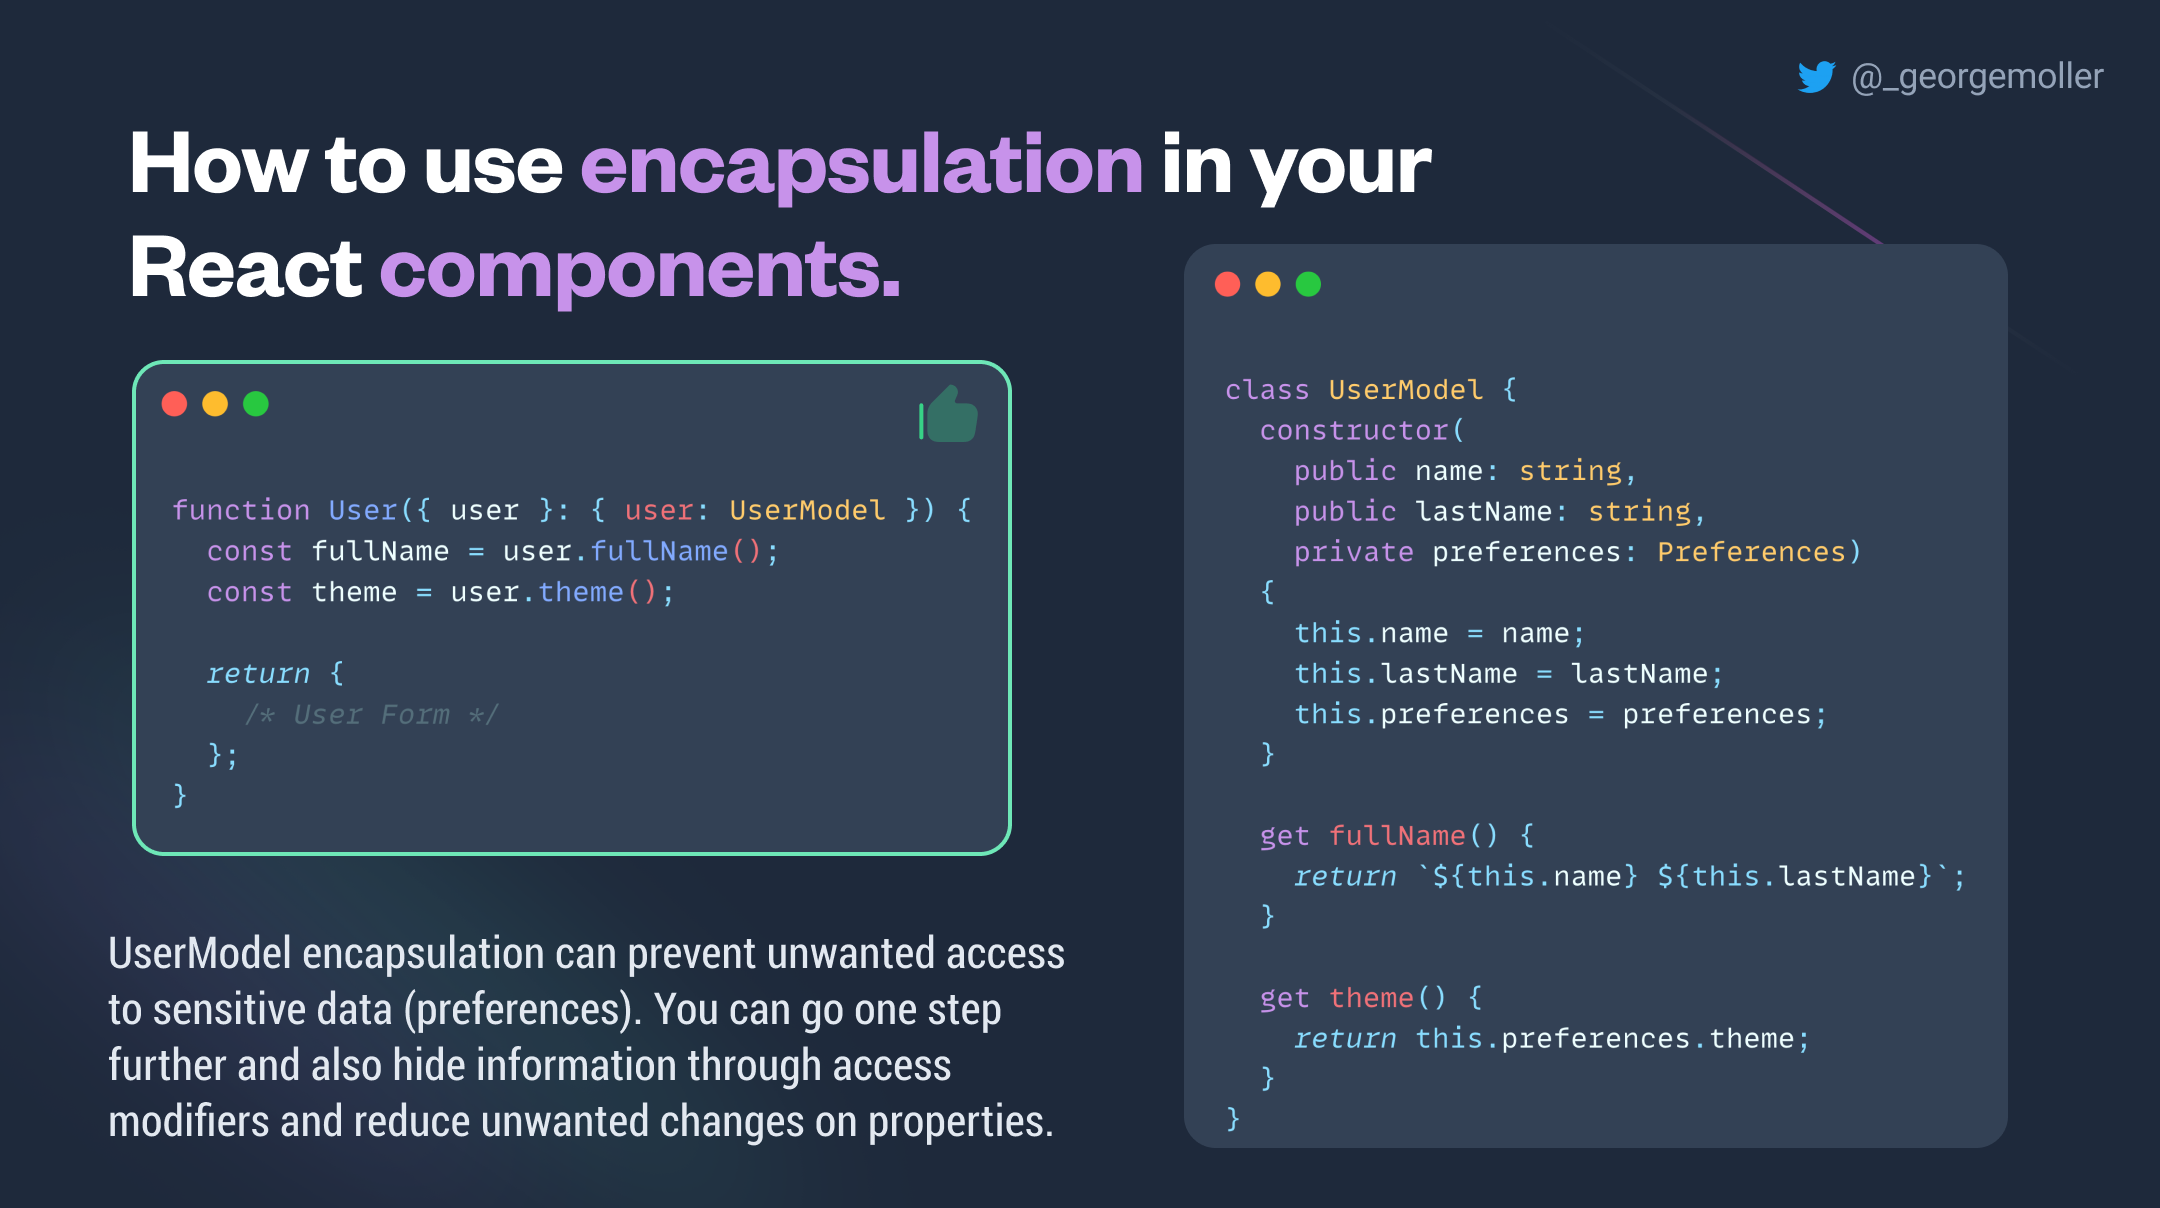 @_georgemoller
How to use encapsulation in your
React components.
function User({ user }: { user: UserModel }) {
  const fullName = user.fullName();
  const theme = user.theme();
  return {
    /* User Form */
  };
}
UserModel encapsulation can prevent unwanted access
to sensitive data (preferences). You can go one step
further and also hide information through access
modifiers and reduce unwanted changes on properties.
class UserModel {
  constructor(
    public name: string,
    public lastName: string,
    private preferences: Preferences)
  {
    this.name = name;
    this.lastName = lastName;
    this.preferences = preferences;
  }
  get fullName() {
    return `${this.name} ${this.lastName}`;
  }
  get theme() {
    return this.preferences.theme;
  }
}